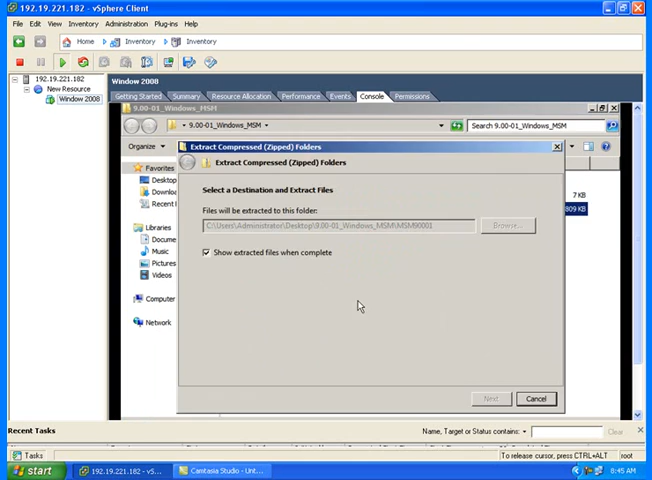 192.19.221.182 - vSphere Client
File Edit View Inventory Administration Plug-ins Help
Home Inventory Inventory
192.19.221.182
New Resource
Window 2008
Window 2008
Getting Started Summary Resource Allocation Performance Events Console Permissions
9.00-01_Windows_MSM
9.00-01_Windows_MSM
Search 9.00-01_Windows_MSM
Organize
Extract Compressed (Zipped) Folders
Extract Compressed (Zipped) Folders
Favorites
Desktop
Downloa
Recent
Libraries
Docume
Music
Pictures
Videos
Computer
Network
Select a Destination and Extract Files
Files will be extracted to this folder:
C:\Users\Administrator\Desktop\9.00-01_Windows_MSM\MSM90001
Browse...
Show extracted files when complete
7 KB
809 KB
Next Cancel
Recent Tasks
Name, Target or Status contains:
Clear
Tasks
To release cursor, press CTRL+ALT
root
start
192.19.221.182 - vS...
Camtasia Studio - Unt...
8:45 AM